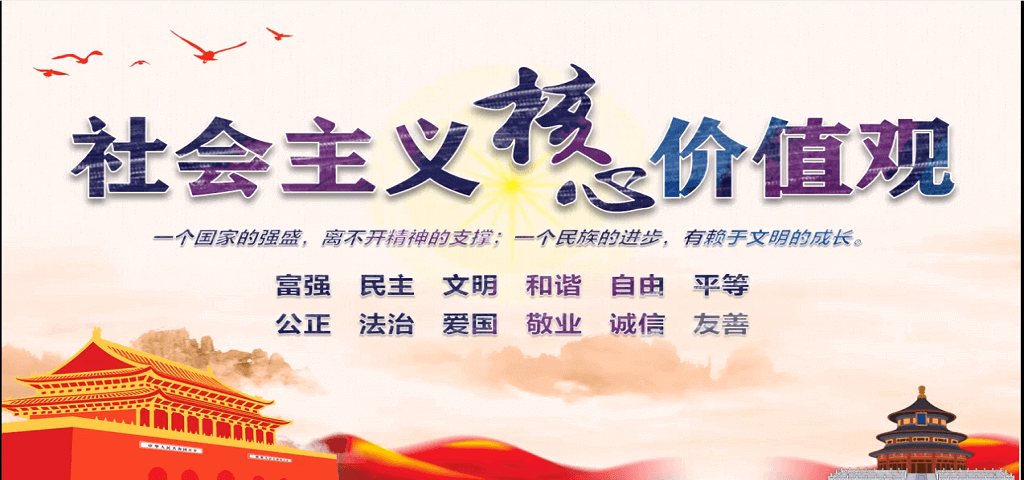 社会主义核心价值观
一个国家的强盛，离不开精神的支撑；一个民族的进步，有赖于文明的成长。
富强 民主 文明 和谐 自由 平等
公正 法治 爱国 敬业 诚信 友善